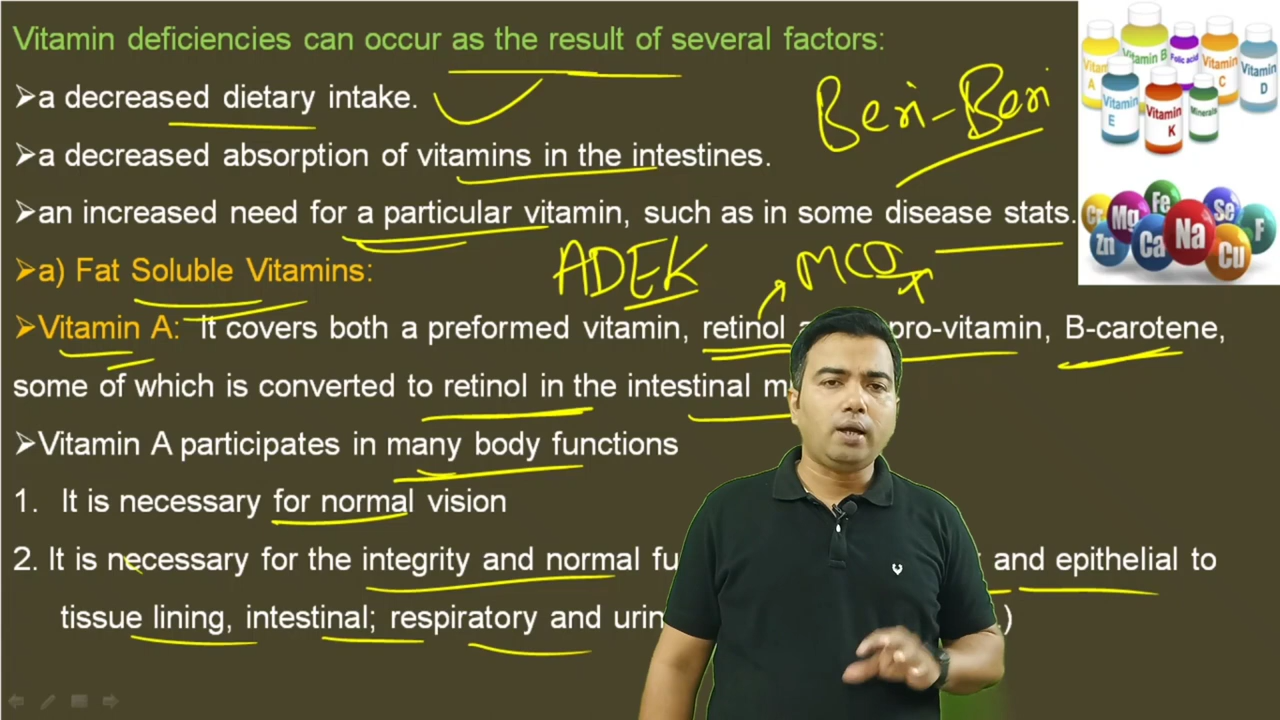 Vitamin deficiencies can occur as the result of several factors:
➤a decreased dietary intake.
Beri-Beri
➤a decreased absorption of vitamins in the intestines.
➤an increased need for a particular vitamin, such as in some disease stats.
➤a) Fat Soluble Vitamins:
ADEK
MCQ
➤Vitamin A: It covers both a preformed vitamin, retinol pro-vitamin, B-carotene,
some of which is converted to retinol in the intestinal
➤Vitamin A participates in many body functions
1. It is necessary for normal vision
2. It is necessary for the integrity and normal and epithelial to
tissue lining, intestinal; respiratory and
Vitamin A
Vitamin B
Folic acid
Vitamin C
Vitamin D
Vitamin E
Vitamin K
Minerals
Cr Mg Fe Se F
Zn Ca Na Cu